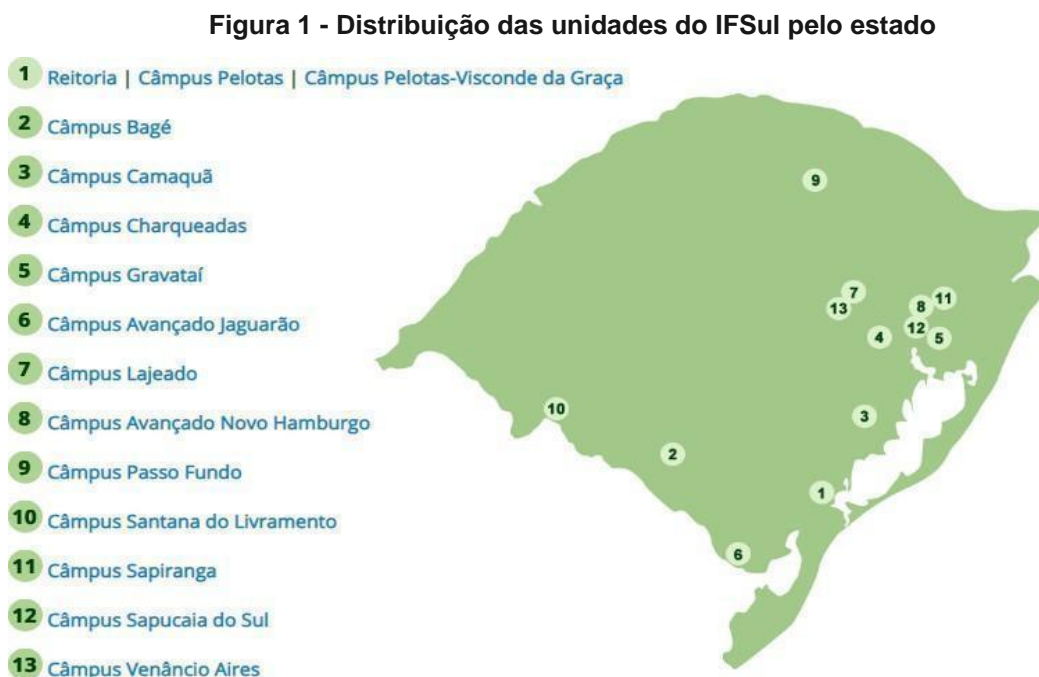 Figura 1 - Distribuição das unidades do IFSul pelo estado
1 Reitoria | Câmpus Pelotas | Câmpus Pelotas-Visconde da Graça
2 Câmpus Bagé
3 Câmpus Camaquã
4 Câmpus Charqueadas
5 Câmpus Gravataí
6 Câmpus Avançado Jaguarão
7 Câmpus Lajeado
8 Câmpus Avançado Novo Hamburgo
9 Câmpus Passo Fundo
10 Câmpus Santana do Livramento
11 Câmpus Sapiranga
12 Câmpus Sapucaia do Sul
13 Câmpus Venâncio Aires
9
7
11
8
13
12
4
5
10
3
2
1
6